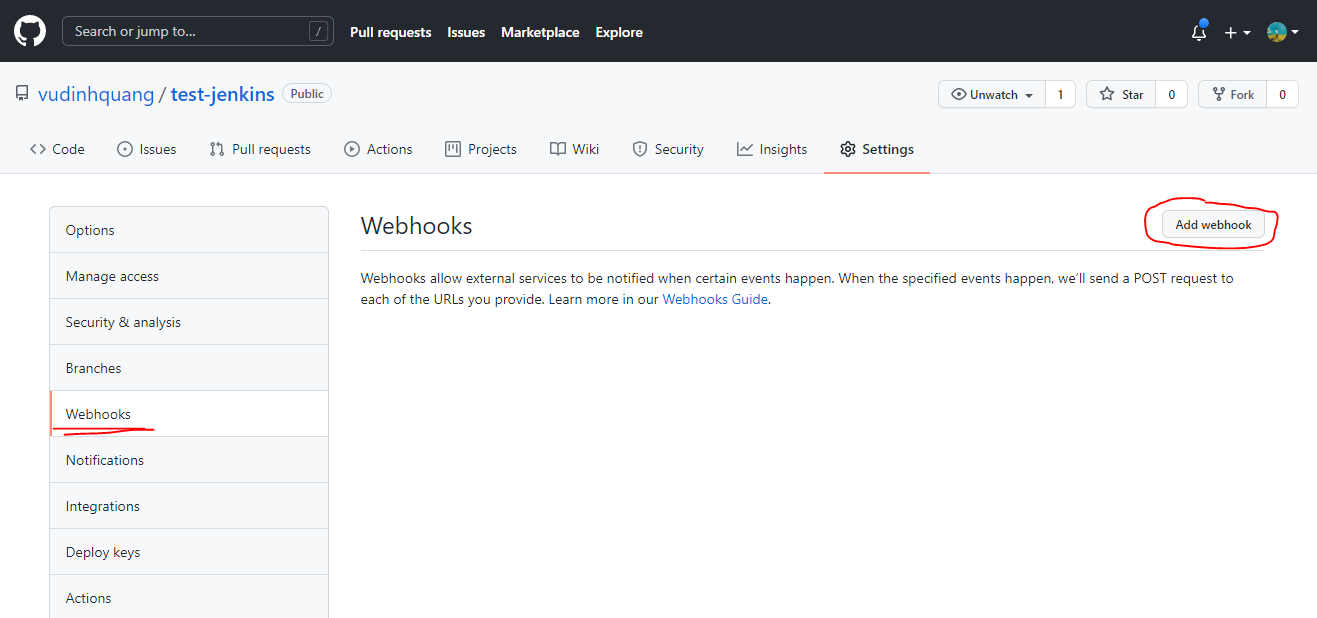 Search or jump to... /
Pull requests Issues Marketplace Explore
vudinhquang / test-jenkins Public
Unwatch 1 Star 0 Fork 0
Code Issues Pull requests Actions Projects Wiki Security Insights Settings
Options
Manage access
Security & analysis
Branches
Webhooks
Notifications
Integrations
Deploy keys
Actions
Webhooks
Add webhook
Webhooks allow external services to be notified when certain events happen. When the specified events happen, we'll send a POST request to
each of the URLs you provide. Learn more in our Webhooks Guide.